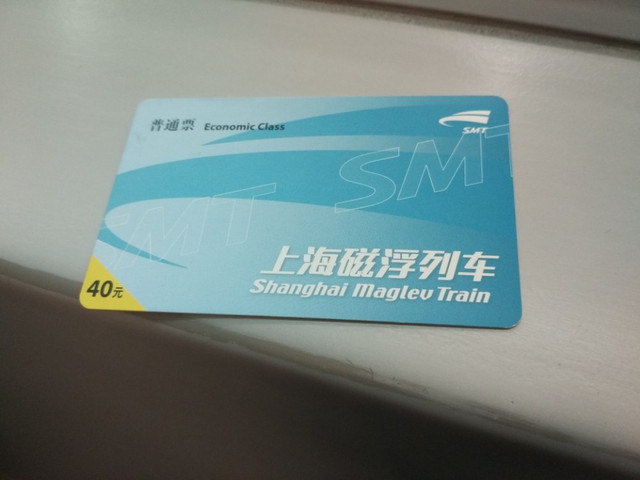 普通票 Economic Class
SMT
SMT
SMT
上海磁浮列车
Shanghai Maglev Train
40元